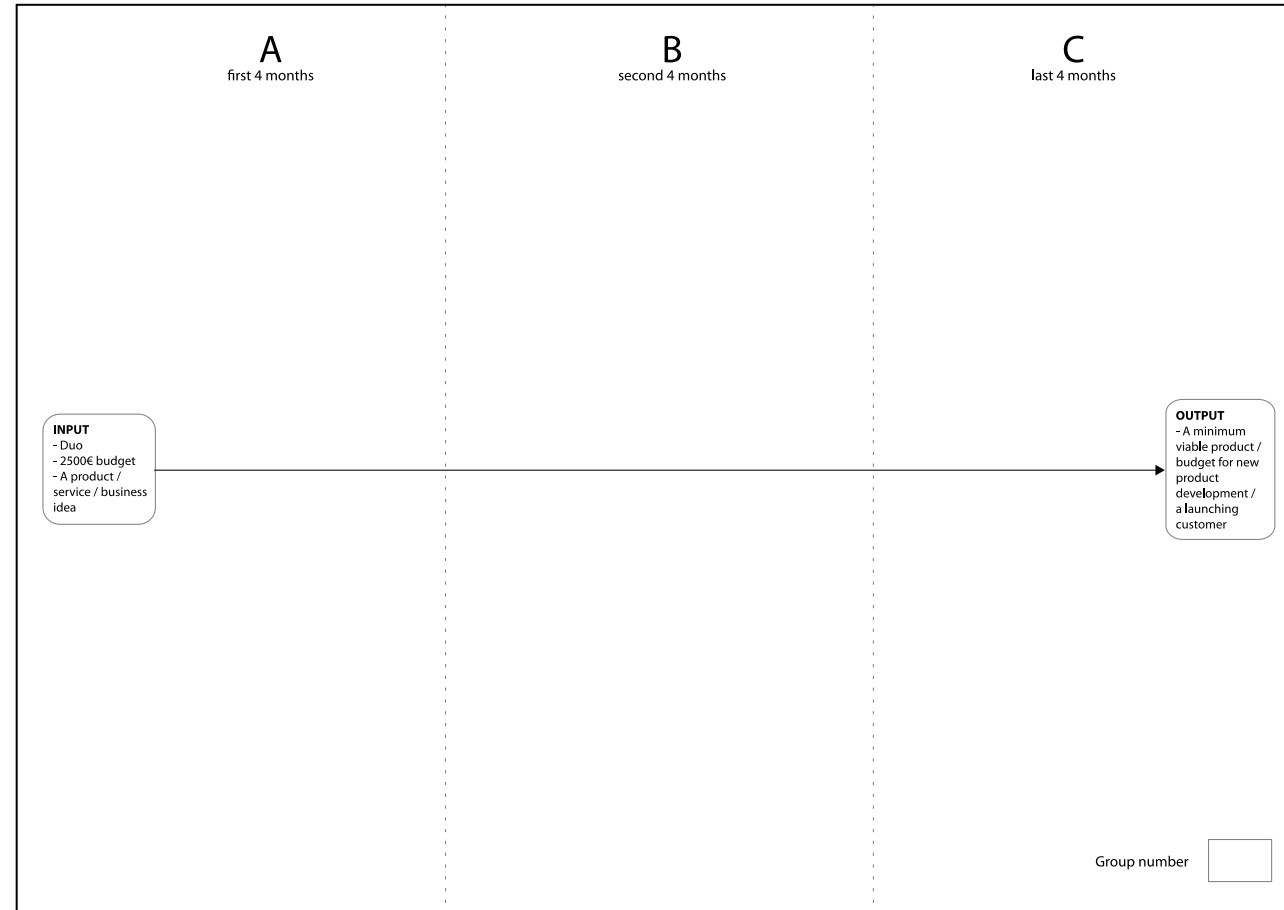 A
first 4 months
B
second 4 months
C
last 4 months
INPUT
- Duo
- 2500€ budget
- A product /
service / business
idea
OUTPUT
- A minimum
viable product /
budget for new
product
development /
a launching
customer
Group number